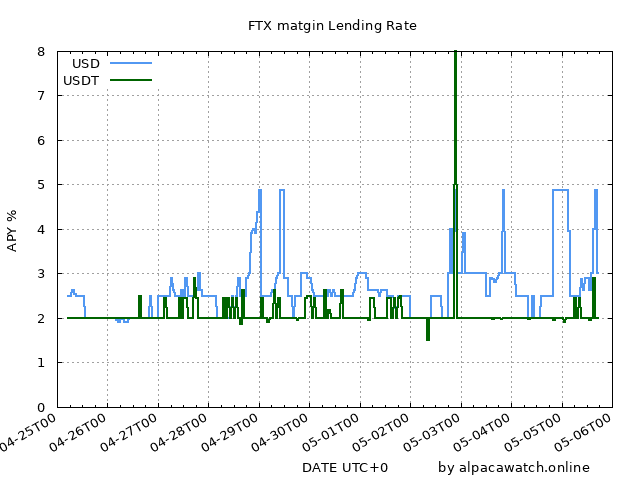 FTX matgin Lending Rate
USD
USDT
8
7
6
5
4
3
2
1
0
APY %
04-25T00
04-26T00
04-27T00
04-28T00
04-29T00
04-30T00
05-01T00
05-02T00
05-03T00
05-04T00
05-05T00
05-06T00
DATE UTC+0
by alpacawatch.online